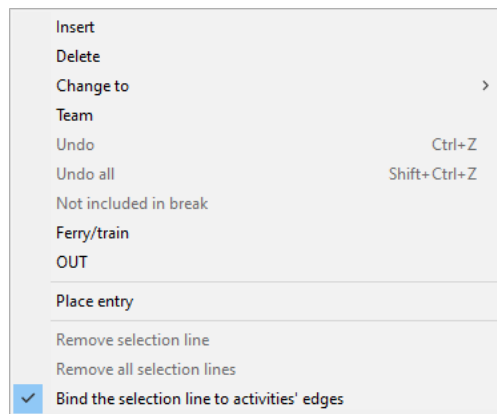 Insert
Delete
Change to
Team
Undo Ctrl+Z
Undo all Shift+Ctrl+Z
Not included in break
Ferry/train
OUT
Place entry
Remove selection line
Remove all selection lines
Bind the selection line to activities' edges